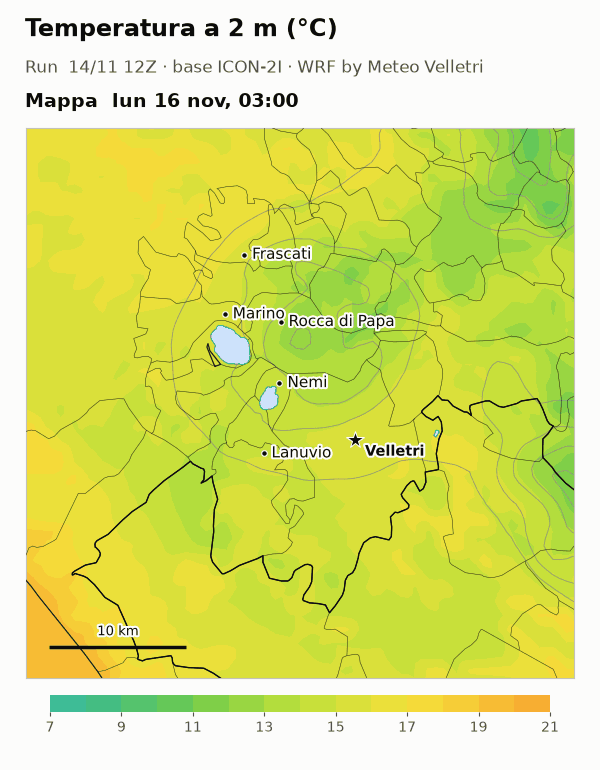 Temperatura a 2 m (°C)
Run  14/11 12Z · base ICON-2I · WRF by Meteo Velletri
Mappa  lun 16 nov, 03:00
Frascati
Marino
Rocca di Papa
Nemi
Velletri
Lanuvio
10 km
7 9 11 13 15 17 19 21